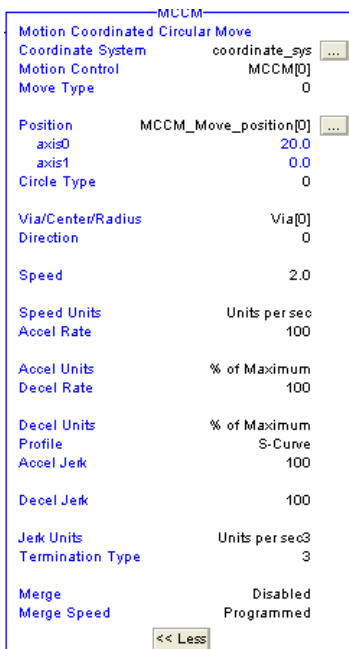 MCCM
Motion Coordinated Circular Move
Coordinate System coordinate_sys ...
Motion Control MCCM[0]
Move Type 0
Position MCCM_Move_position[0] ...
axis0 20.0
axis1 0.0
Circle Type 0
Via/Center/Radius Via[0]
Direction 0
Speed 2.0
Speed Units Units per sec
Accel Rate 100
Accel Units % of Maximum
Decel Rate 100
Decel Units % of Maximum
Profile S-Curve
Accel Jerk 100
Decel Jerk 100
Jerk Units Units per sec3
Termination Type 3
Merge Disabled
Merge Speed Programmed
<< Less